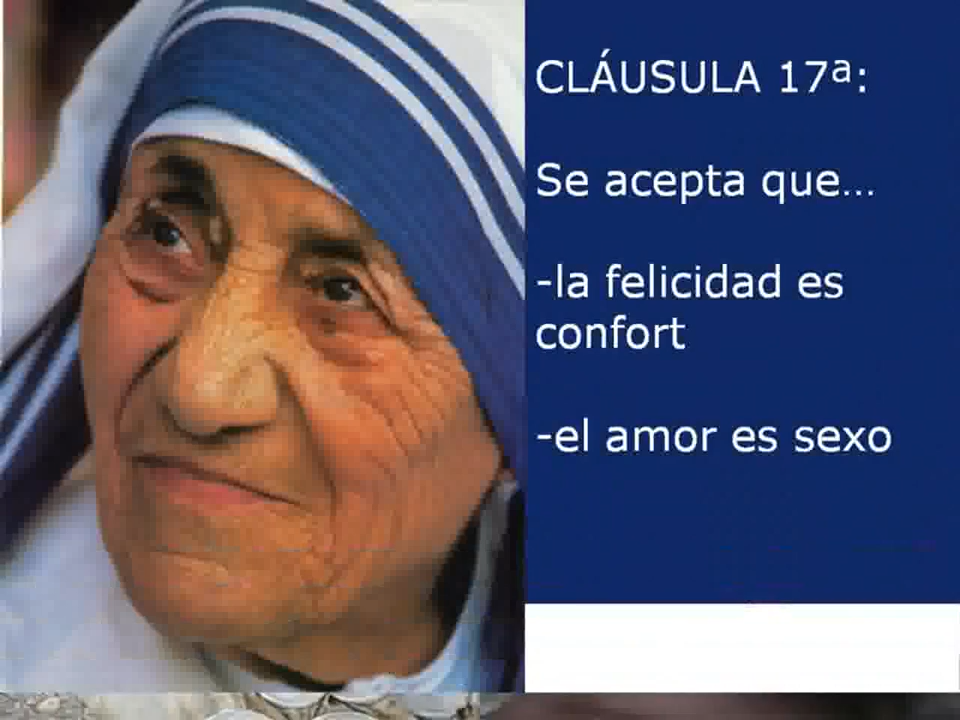 CLÁUSULA 17ª:
Se acepta que...
-la felicidad es
confort
-el amor es sexo